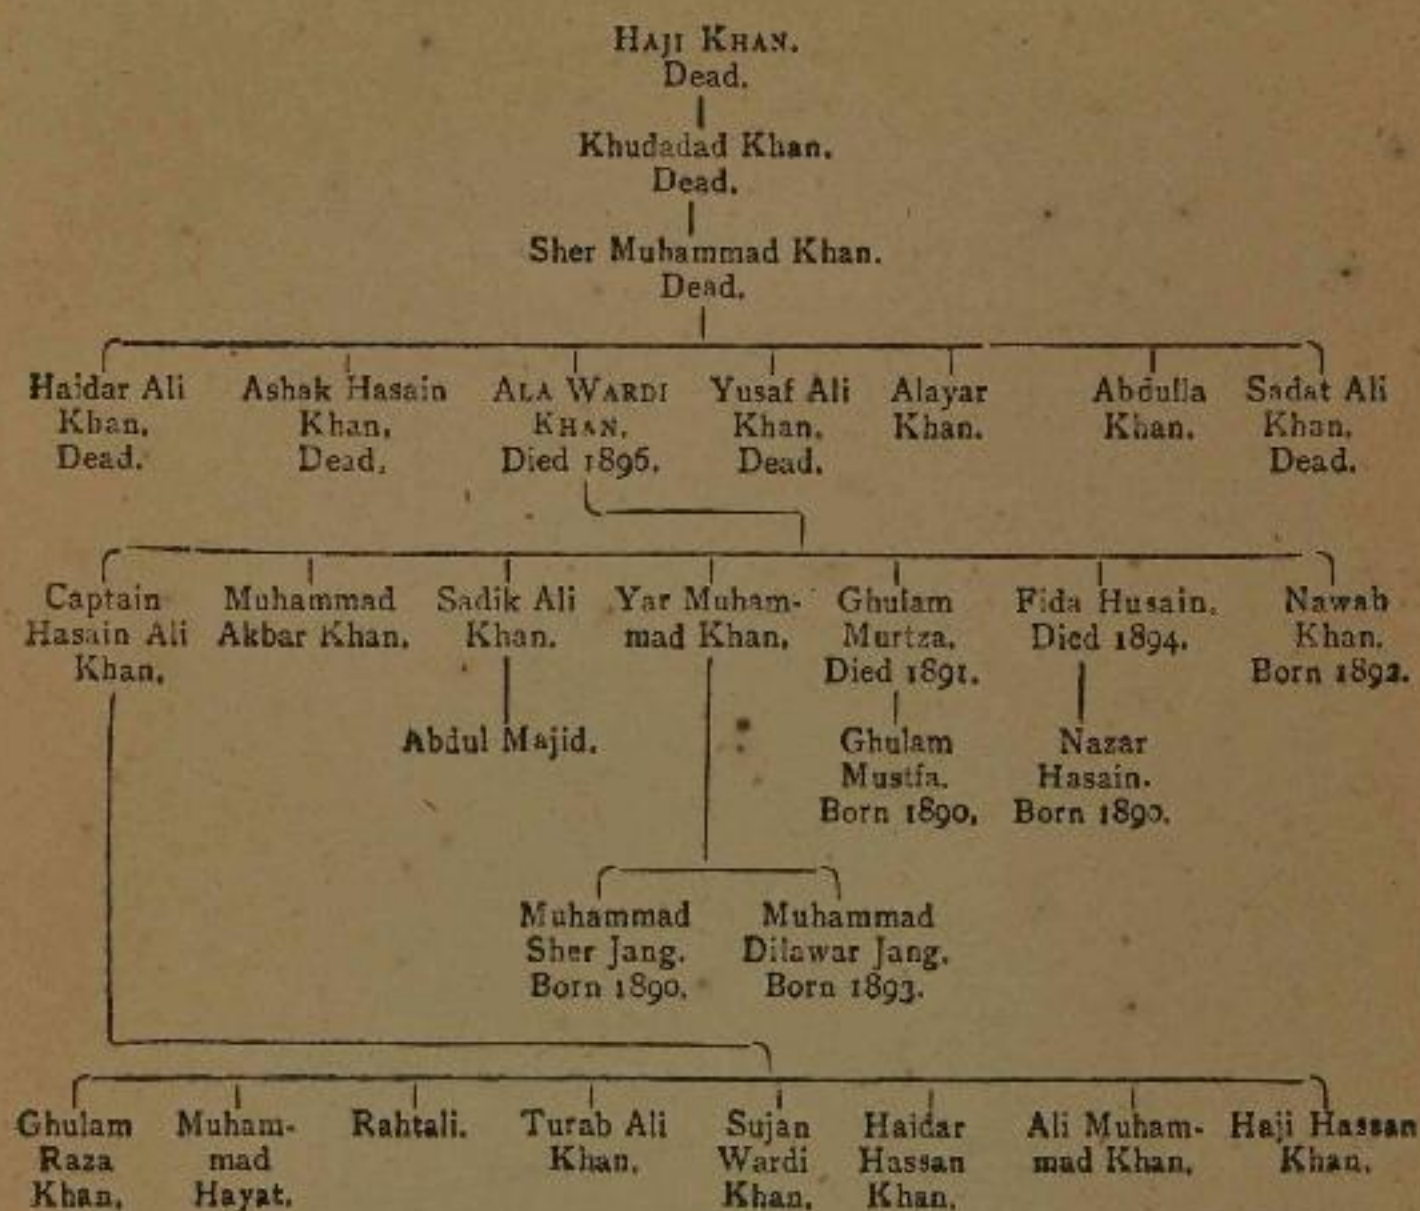 HAJI KHAN.
Dead.
Khudadad Khan.
Dead.
Sher Muhammad Khan.
Dead.
Haidar Ali
Khan.
Dead.
Ashak Hasain
Khan.
Dead.
ALA WARDI
KHAN.
Died 1896.
Yusaf Ali
Khan.
Dead.
Alayar
Khan.
Abdulla
Khan.
Sadat Ali
Khan.
Dead.
Captain
Hasain Ali
Khan.
Muhammad
Akbar Khan.
Sadik Ali
Khan.
Yar Muham-
mad Khan.
Ghulam
Murtza.
Died 1891.
Fida Husain.
Died 1894.
Nawab
Khan.
Born 1892.
Abdul Majid.
Ghulam
Mustfa.
Born 1890.
Nazar
Hasain.
Born 1890.
Muhammad
Sher Jang.
Born 1890.
Muhammad
Dilawar Jang.
Born 1893.
Ghulam
Raza
Khan.
Muham-
mad
Hayat.
Rahtali.
Turab Ali
Khan.
Sujan
Wardi
Khan.
Haidar
Hassan
Khan.
Ali Muham-
mad Khan.
Haji Hassan
Khan.